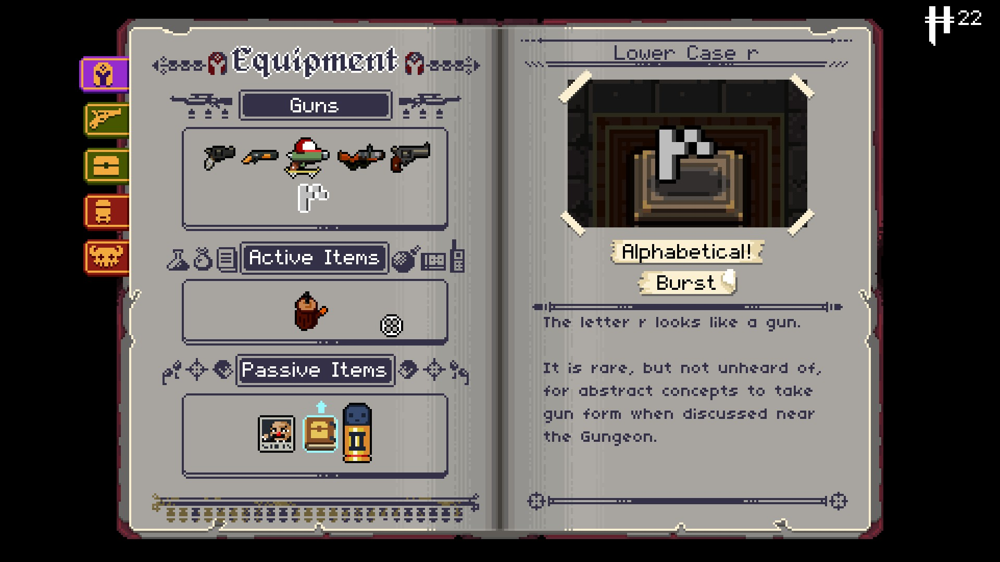 22
Equipment
Guns
Active Items
Passive Items
Lower Case r
Alphabetical!
Burst
The letter r looks like a gun.
It is rare, but not unheard of,
for abstract concepts to take
gun form when discussed near
the Gungeon.